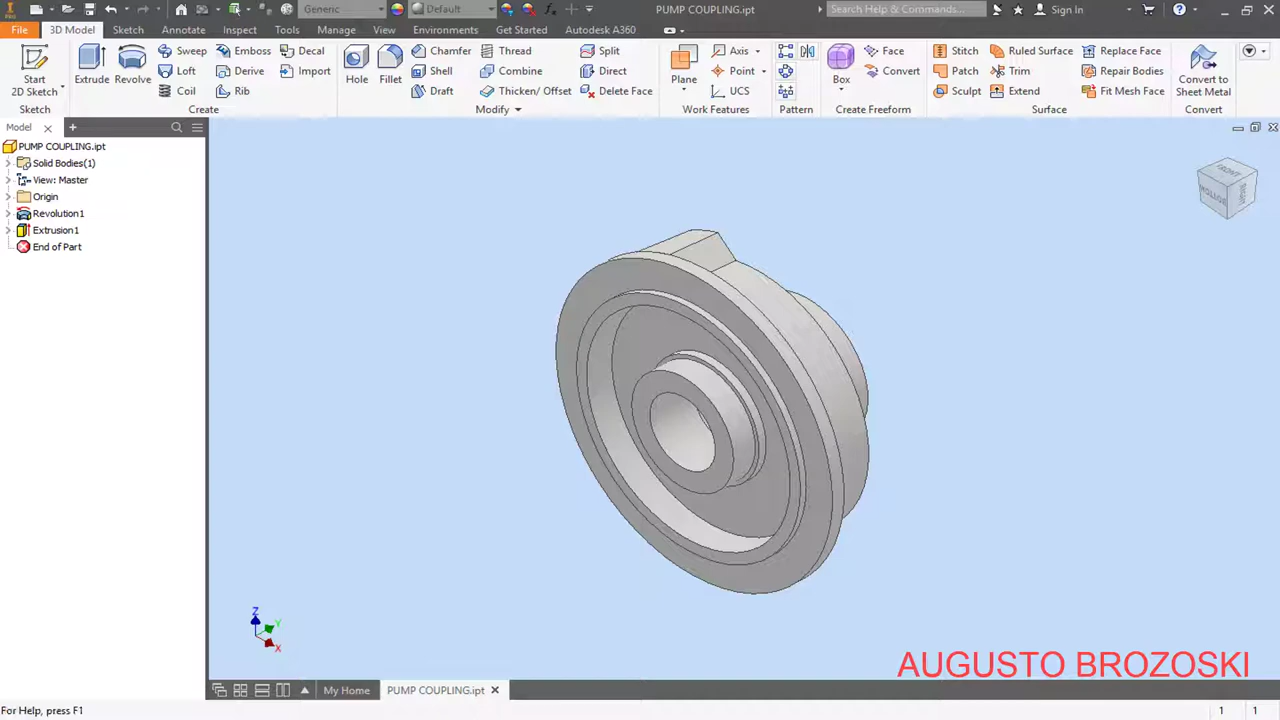 PRO
Generic
Default
PUMP COUPLING.ipt
Search Help & Commands...
Sign In
File
3D Model
Sketch
Annotate
Inspect
Tools
Manage
View
Environments
Get Started
Autodesk A360
Start
2D Sketch
Sketch
Extrude
Revolve
Sweep
Loft
Coil
Emboss
Derive
Rib
Decal
Import
Create
Hole
Fillet
Chamfer
Shell
Draft
Thread
Combine
Thicken/ Offset
Split
Direct
Delete Face
Modify
Plane
Axis
Point
UCS
Work Features
Pattern
Box
Face
Convert
Create Freeform
Stitch
Patch
Sculpt
Ruled Surface
Trim
Extend
Replace Face
Repair Bodies
Fit Mesh Face
Surface
Convert to
Sheet Metal
Convert
Model
PUMP COUPLING.ipt
Solid Bodies(1)
View: Master
Origin
Revolution1
Extrusion1
End of Part
FRONT
BOTTOM
RIGHT
Z
Y
X
AUGUSTO BROZOSKI
My Home
PUMP COUPLING.ipt
For Help, press F1
1
1